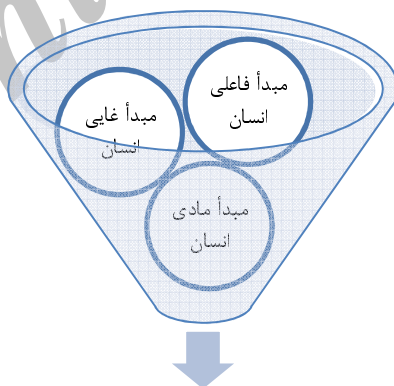 مبدأ فاعلی
انسان
مبدأ غایی
انسان
مبدأ مادی
انسان